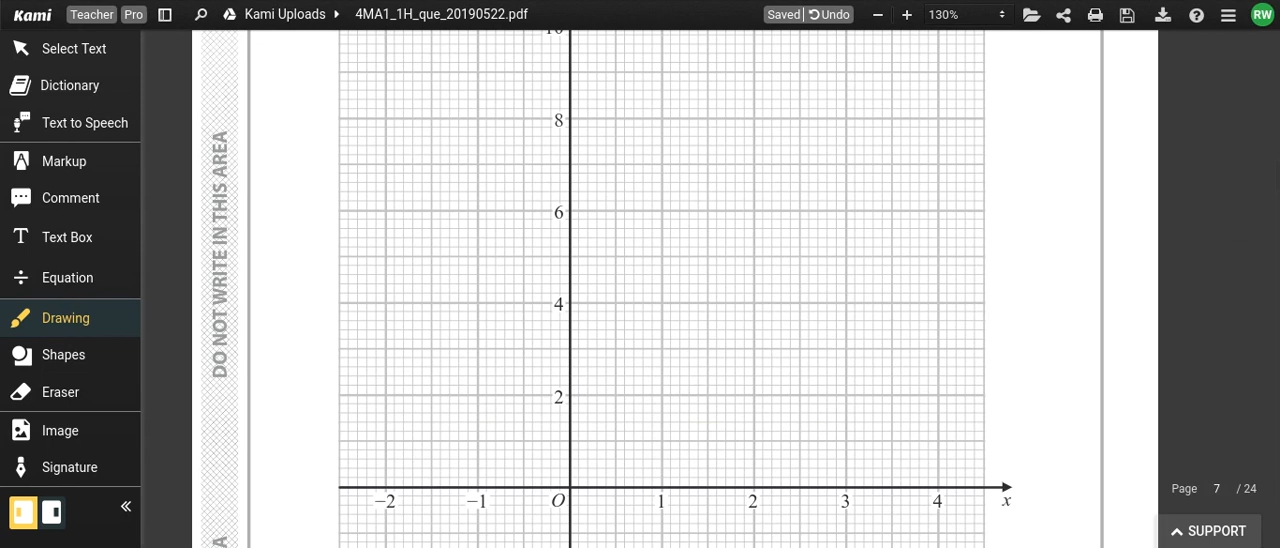 Kami Teacher Pro Kami Uploads 4MA1_1H_que_20190522.pdf Saved Undo 130% RW
Select Text
Dictionary
Text to Speech
Markup
Comment
Text Box
Equation
Drawing
Shapes
Eraser
Image
Signature
DO NOT WRITE IN THIS AREA
A
10
8
6
4
2
−2 −1 O 1 2 3 4 x
Page 7 / 24
SUPPORT